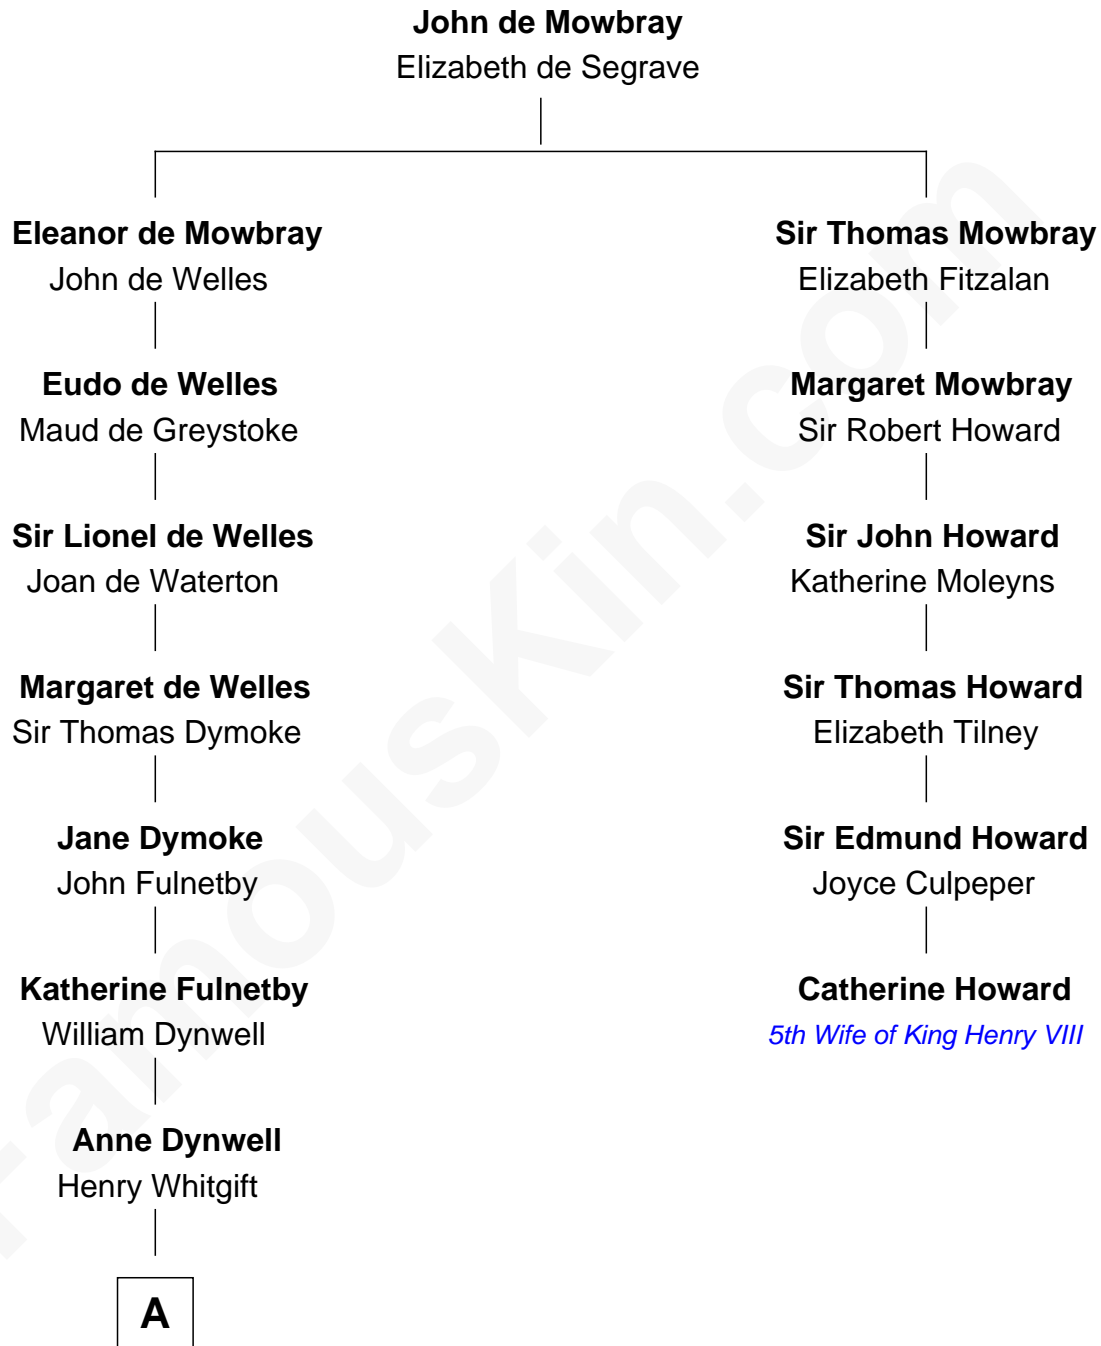 John de Mowbray
Elizabeth de Segrave
Eleanor de Mowbray
John de Welles
Sir Thomas Mowbray
Elizabeth Fitzalan
Eudo de Welles
Maud de Greystoke
Margaret Mowbray
Sir Robert Howard
Sir Lionel de Welles
Joan de Waterton
Sir John Howard
Katherine Moleyns
Margaret de Welles
Sir Thomas Dymoke
Sir Thomas Howard
Elizabeth Tilney
Jane Dymoke
John Fulnetby
Sir Edmund Howard
Joyce Culpeper
Katherine Fulnetby
William Dynwell
Catherine Howard
5th Wife of King Henry VIII
Anne Dynwell
Henry Whitgift
A
FamousKin.com